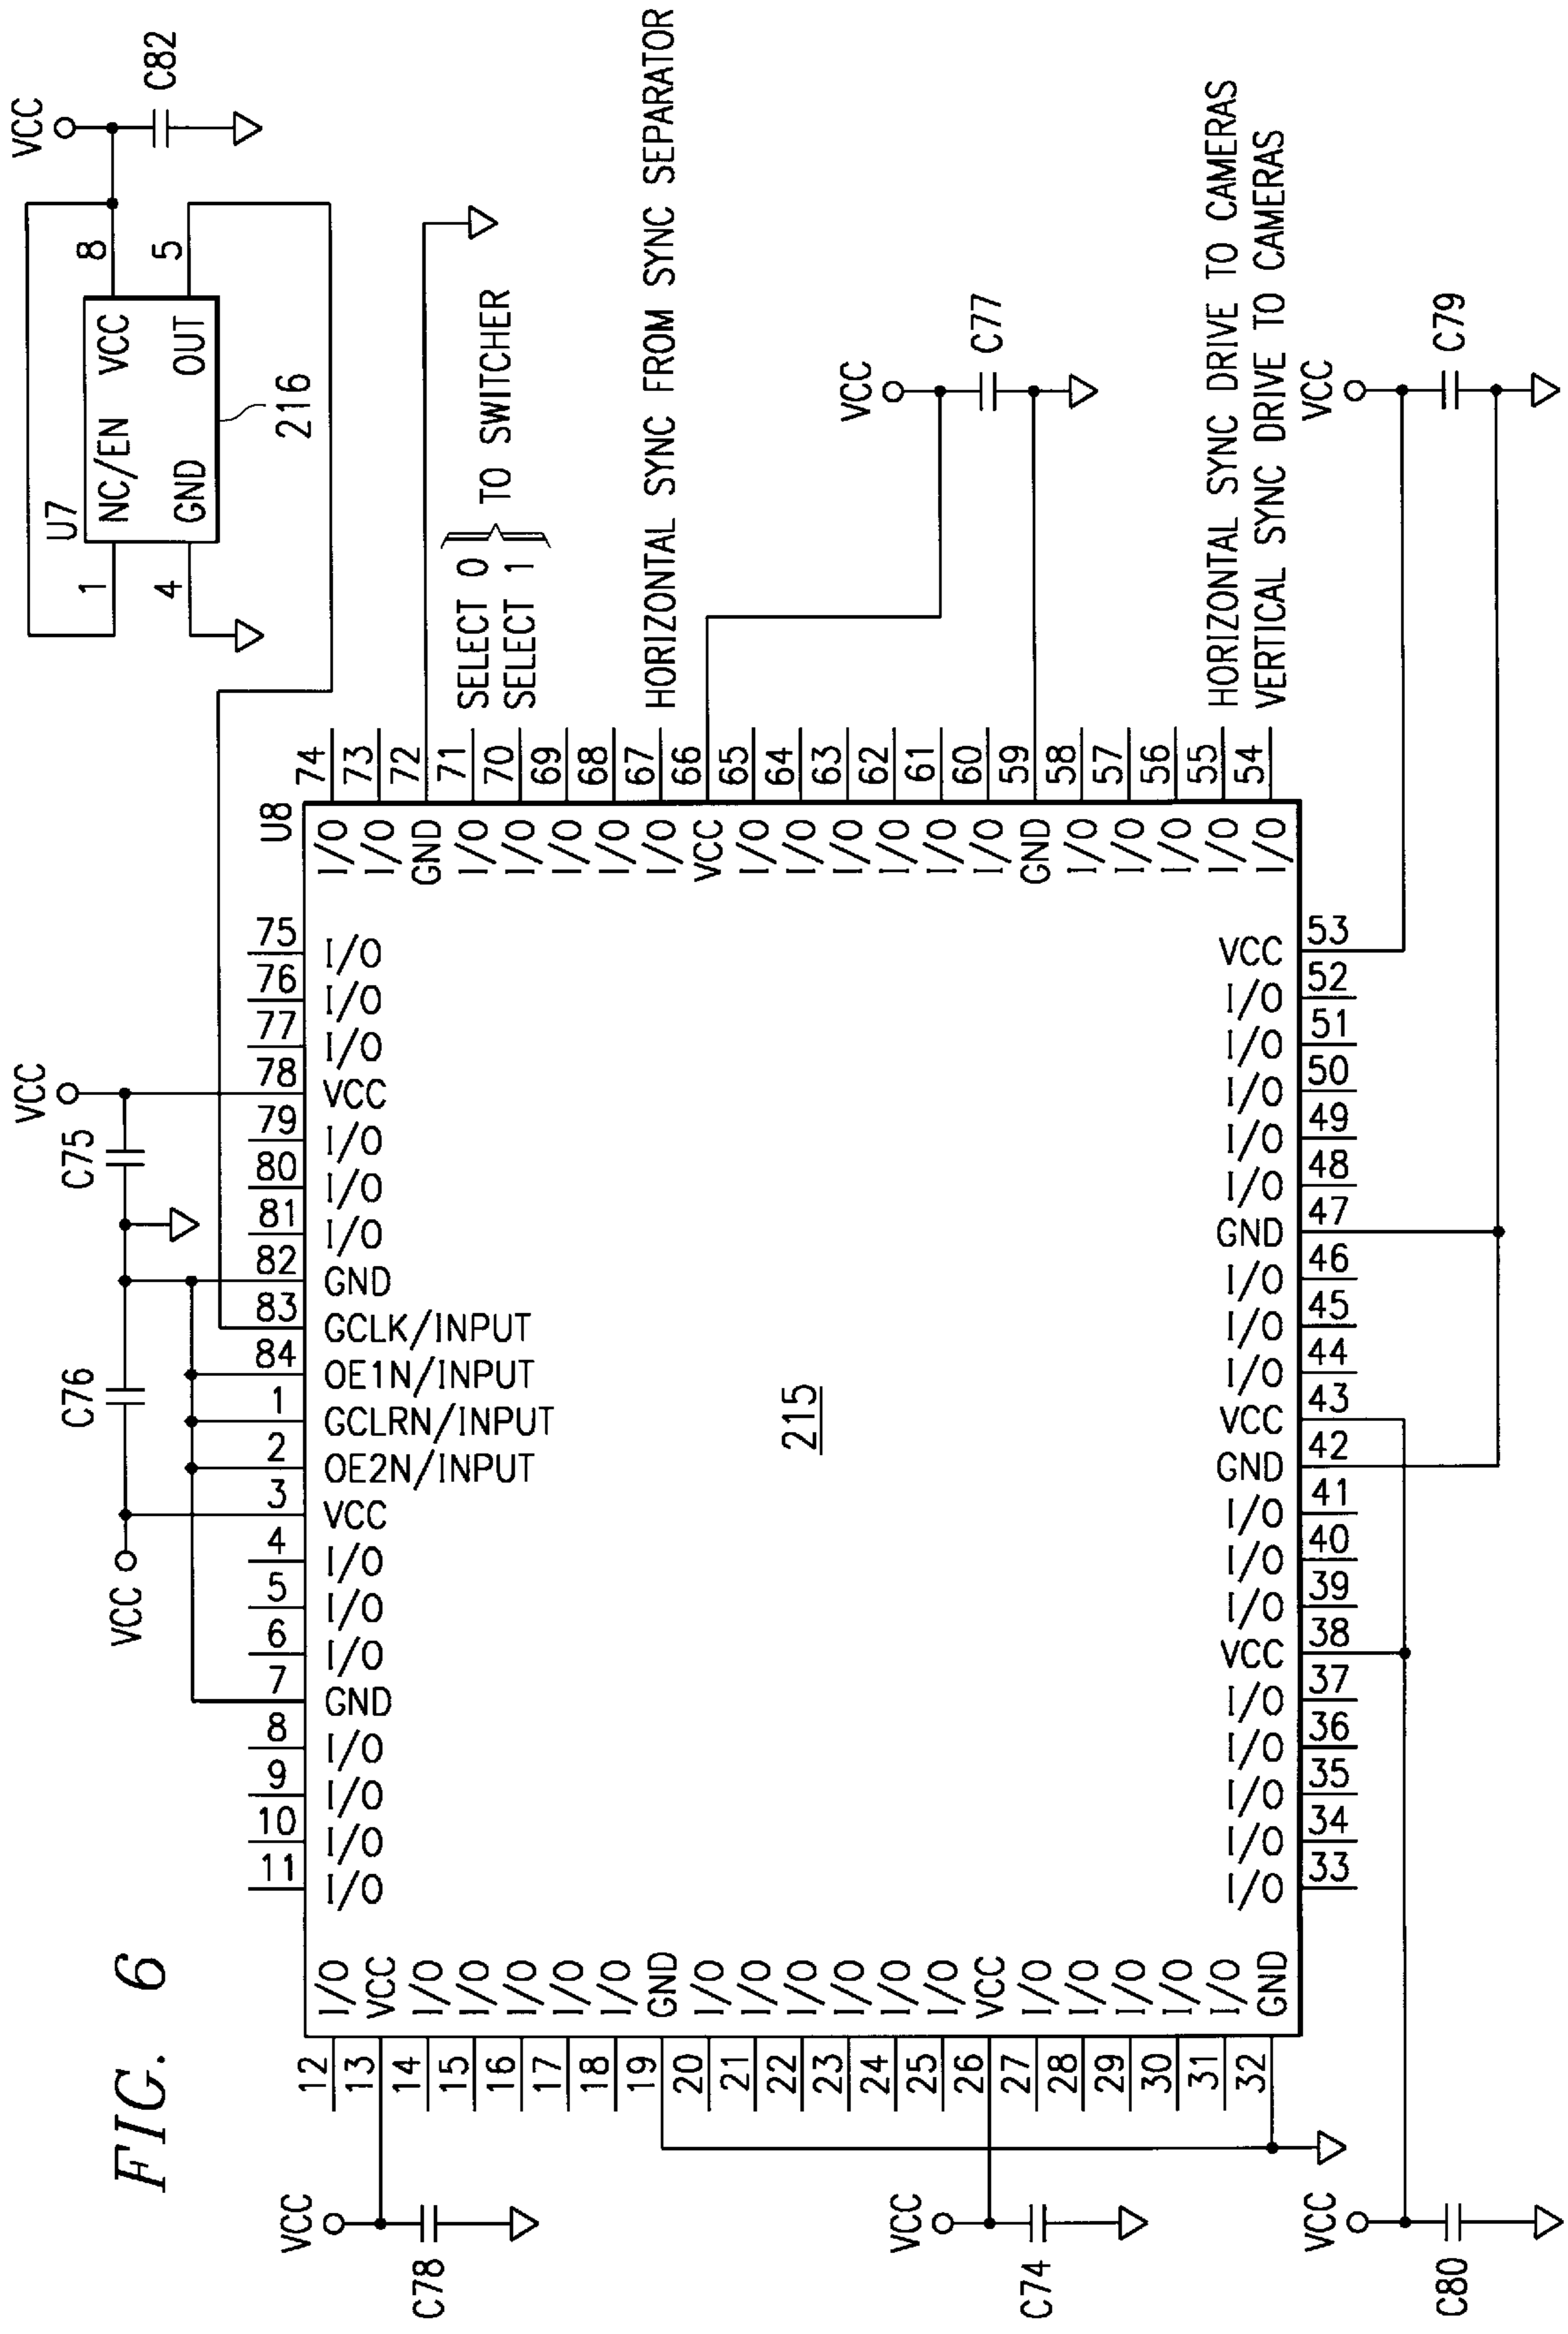 FIG. 6
VCC
C78
VCC
C74
VCC
C80
12 I/O
13 VCC
14 I/O
15 I/O
16 I/O
17 I/O
18 I/O
19 GND
20 I/O
21 I/O
22 I/O
23 I/O
24 I/O
25 I/O
26 VCC
27 I/O
28 I/O
29 I/O
30 I/O
31 I/O
32 GND
VCC
C76
C75
VCC
11 I/O
10 I/O
9 I/O
8 I/O
7 GND
6 I/O
5 I/O
4 I/O
3 VCC
2 OE2N/INPUT
1 GCLRN/INPUT
84 OE1N/INPUT
83 GCLK/INPUT
82 GND
81 I/O
80 I/O
79 I/O
78 VCC
77 I/O
76 I/O
75 I/O
215
33 I/O
34 I/O
35 I/O
36 I/O
37 I/O
38 VCC
39 I/O
40 I/O
41 I/O
42 GND
43 VCC
44 I/O
45 I/O
46 I/O
47 GND
48 I/O
49 I/O
50 I/O
51 I/O
52 I/O
53 VCC
U8
I/O 74
I/O 73
GND 72
I/O 71 SELECT 0
I/O 70 SELECT 1
TO SWITCHER
I/O 69
I/O 68
I/O 67 HORIZONTAL SYNC FROM SYNC SEPARATOR
VCC 66
I/O 65
I/O 64
I/O 63
I/O 62
I/O 61
I/O 60
GND 59
I/O 58
I/O 57
I/O 56
I/O 55 HORIZONTAL SYNC DRIVE TO CAMERAS
I/O 54 VERTICAL SYNC DRIVE TO CAMERAS
U7
1 NC/EN VCC 8
4 GND OUT 5
216
VCC
C82
VCC
C77
VCC
C79